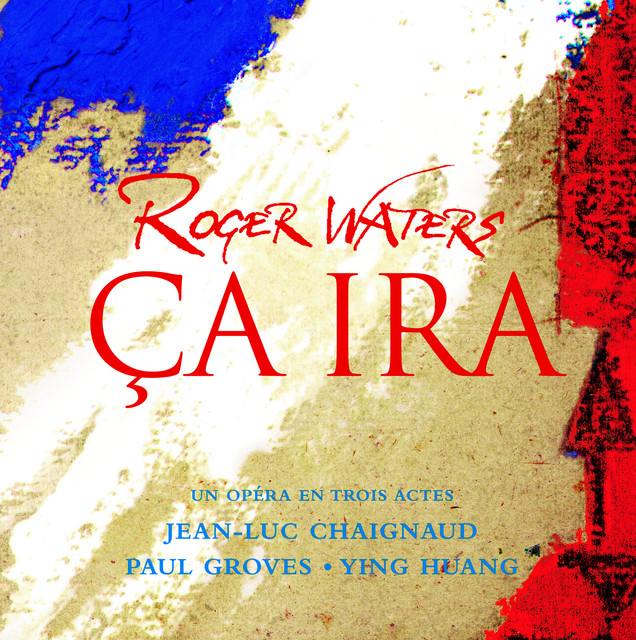 ROGER WATERS
ÇA IRA
UN OPÉRA EN TROIS ACTES
JEAN-LUC CHAIGNAUD
PAUL GROVES • YING HUANG